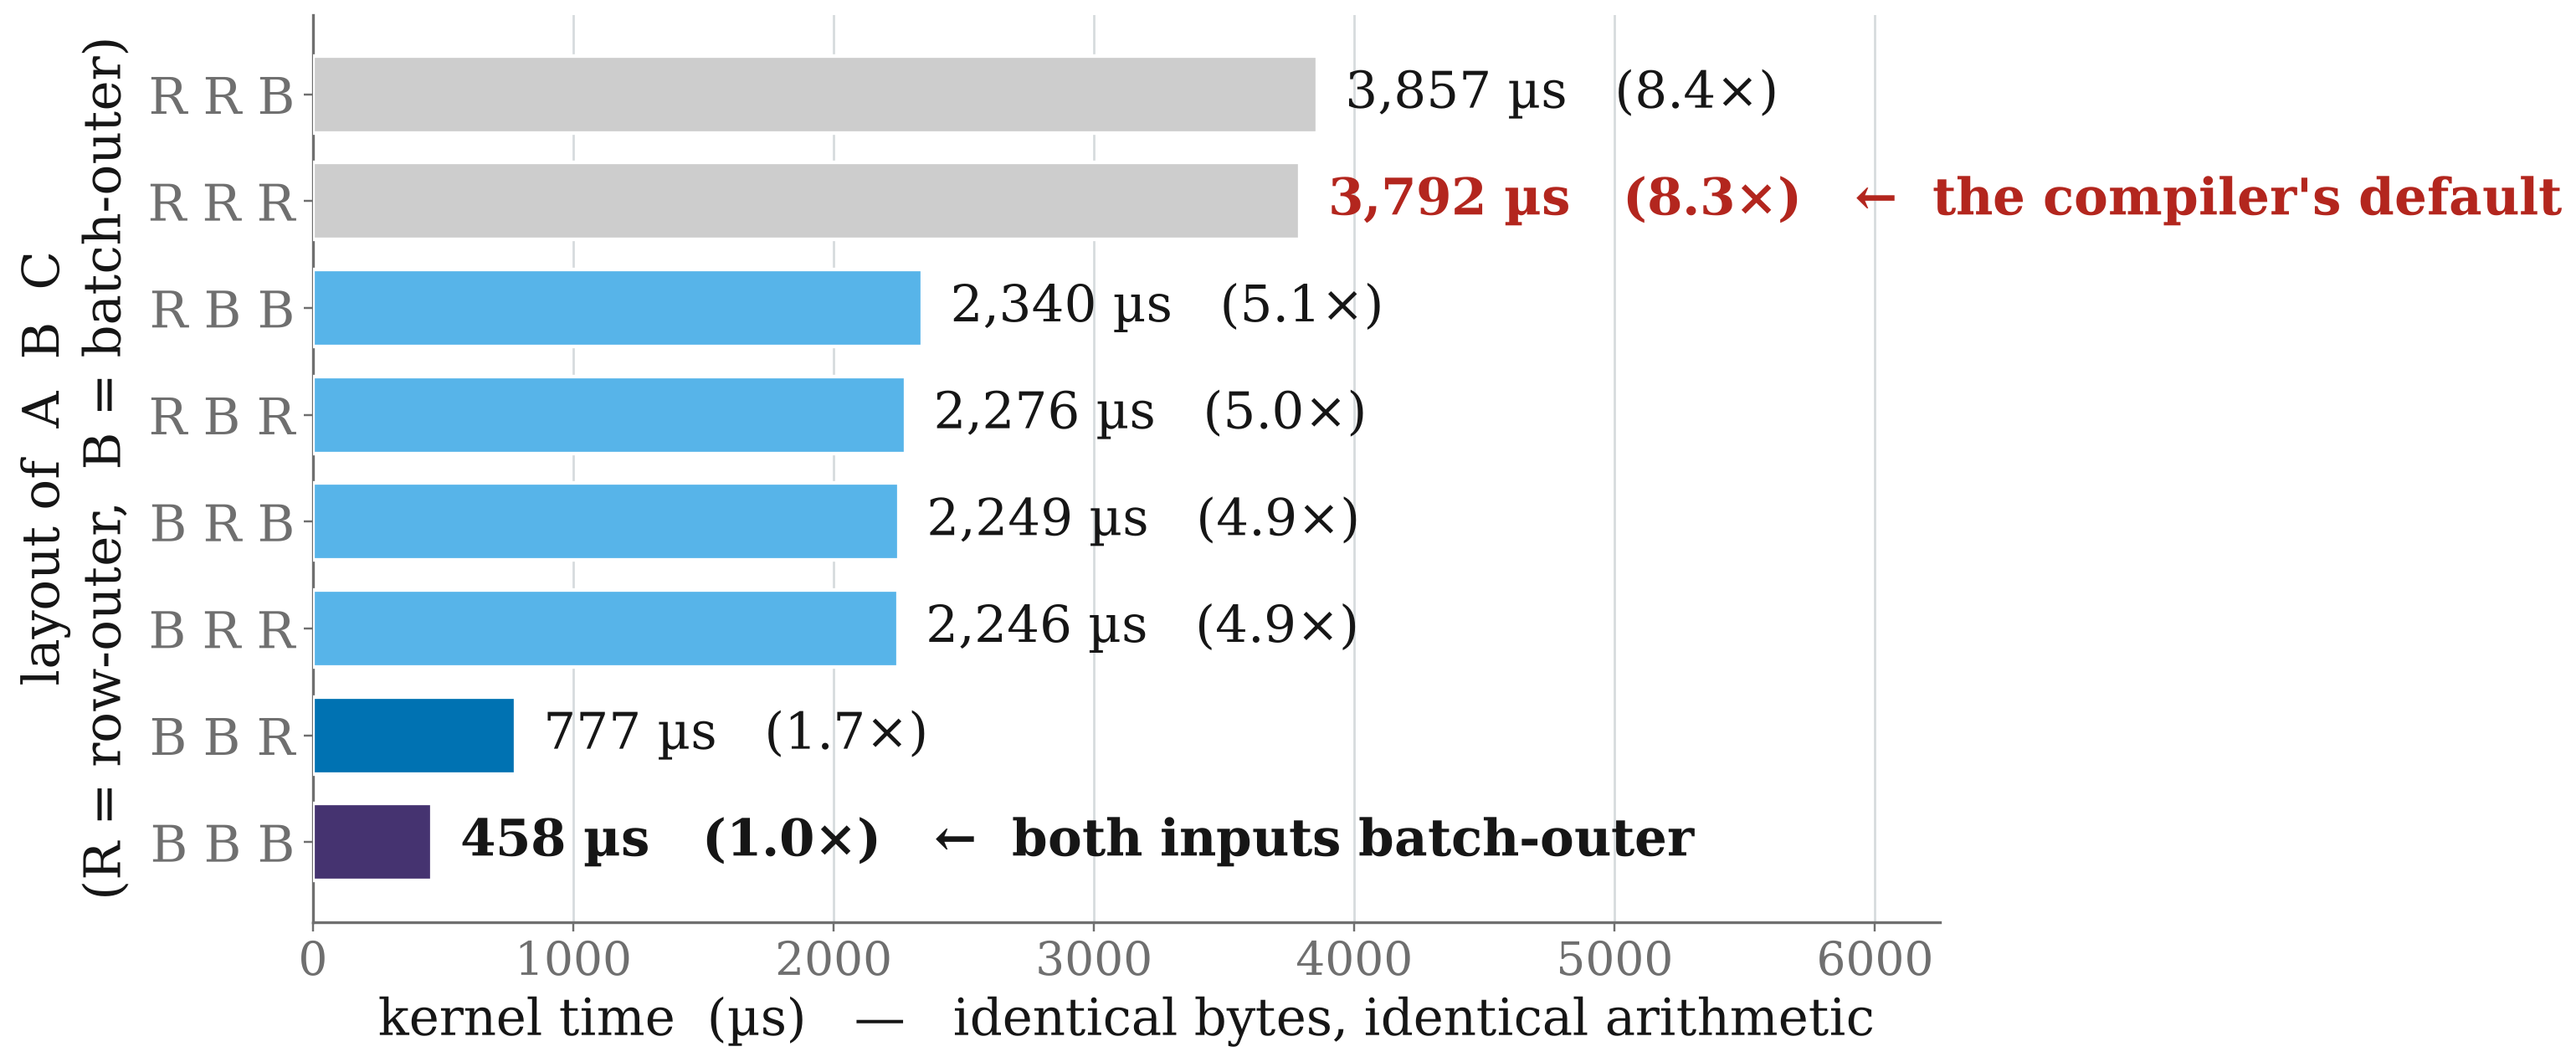 layout of A B C
(R = row-outer, B = batch-outer)
R R B 3,857 µs (8.4×)
R R R 3,792 µs (8.3×) ← the compiler's default
R B B 2,340 µs (5.1×)
R B R 2,276 µs (5.0×)
B R B 2,249 µs (4.9×)
B R R 2,246 µs (4.9×)
B B R 777 µs (1.7×)
B B B 458 µs (1.0×) ← both inputs batch-outer
0 1000 2000 3000 4000 5000 6000
kernel time (µs) — identical bytes, identical arithmetic